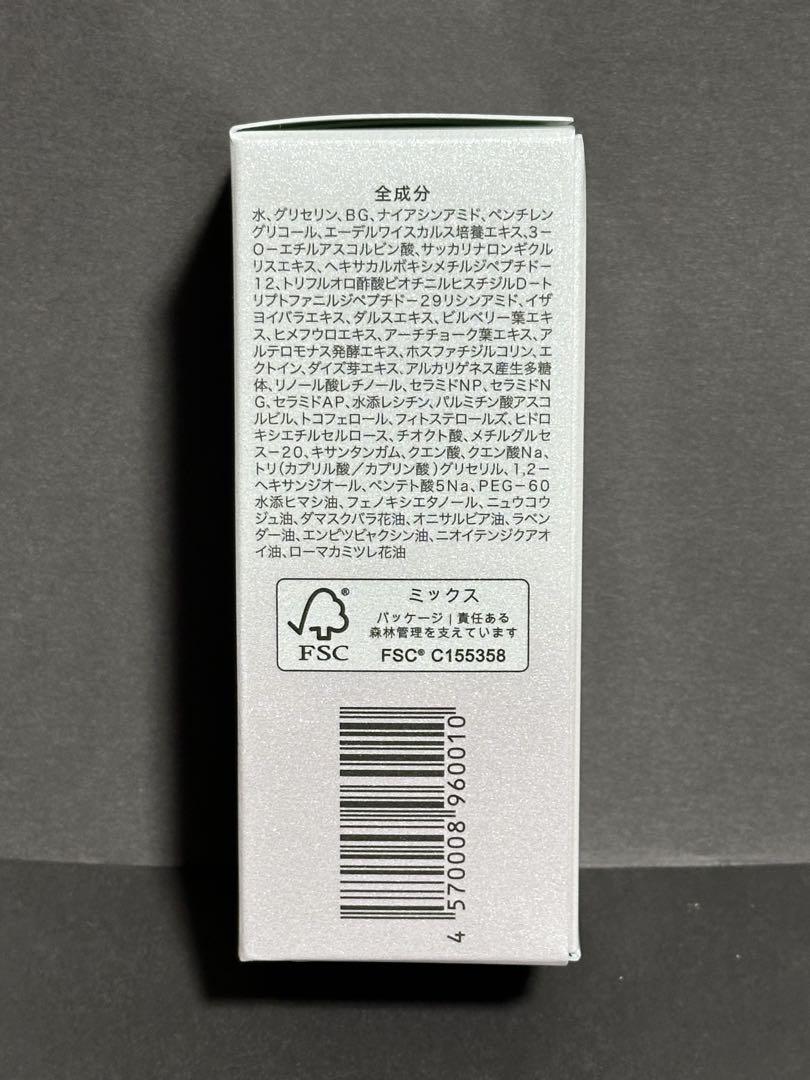 全成分
水、グリセリン、BG、ナイアシンアミド、ペンチレン
グリコール、エーデルワイスカルス培養エキス、3-
O-エチルアスコルビン酸、サッカリナロンギクル
リスエキス、ヘキサカルボキシメチルジペプチド-
12、トリフルオロ酢酸ビオチニルヒスチジルD-ト
リプトファニルジペプチド-29リシンアミド、イザ
ヨイバラエキス、ダルスエキス、ビルベリー葉エキ
ス、ヒメフウロエキス、アーチチョーク葉エキス、ア
ルテロモナス発酵エキス、ホスファチジルコリン、エ
クトイン、ダイズ芽エキス、アルカリゲネス産生多糖
体、リノール酸レチノール、セラミドNP、セラミドN
G、セラミドAP、水添レシチン、パルミチン酸アスコ
ルビル、トコフェロール、フィトステロールズ、ヒドロ
キシエチルセルロース、チオクト酸、メチルグルセ
ス-20、キサンタンガム、クエン酸、クエン酸Na、
トリ(カプリル酸/カプリン酸)グリセリル、1,2-
ヘキサンジオール、ペンテト酸5Na、PEG-60
水添ヒマシ油、フェノキシエタノール、ニュウコウ
ジュ油、ダマスクバラ花油、オニサルビア油、ラベン
ダー油、エンピツビャクシン油、ニオイテンジクアオ
イ油、ローマカミツレ花油
®
FSC
ミックス
パッケージ | 責任ある
森林管理を支えています
FSC® C155358
4 570008 960010